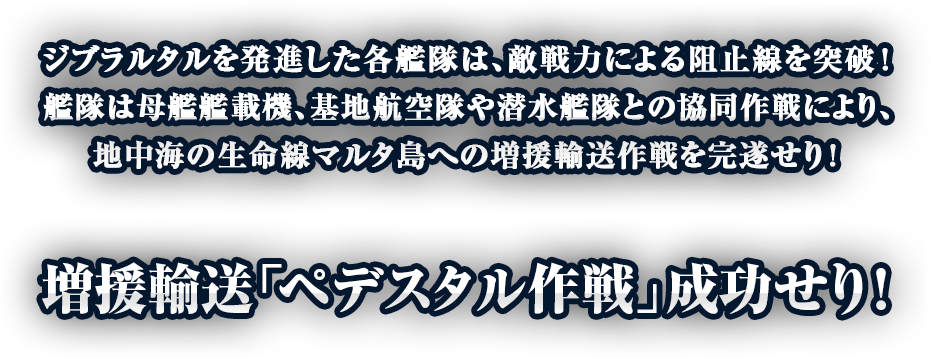 ジブラルタルを発進した各艦隊は、敵戦力による阻止線を突破!
艦隊は母艦艦載機、基地航空隊や潜水艦隊との協同作戦により、
地中海の生命線マルタ島への増援輸送作戦を完遂せり!
増援輸送「ペデスタル作戦」成功せり!